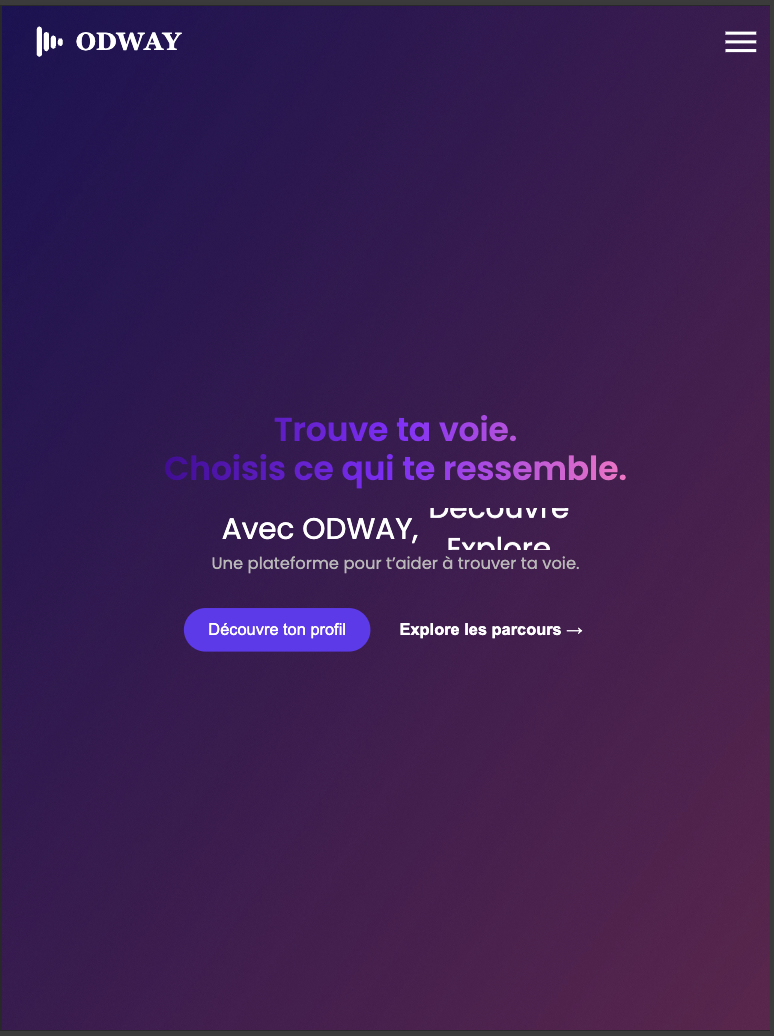 ODWAY
Trouve ta voie.
Choisis ce qui te ressemble.
Avec ODWAY, Découvre
Explore
Une plateforme pour t’aider à trouver ta voie.
Découvre ton profil
Explore les parcours →